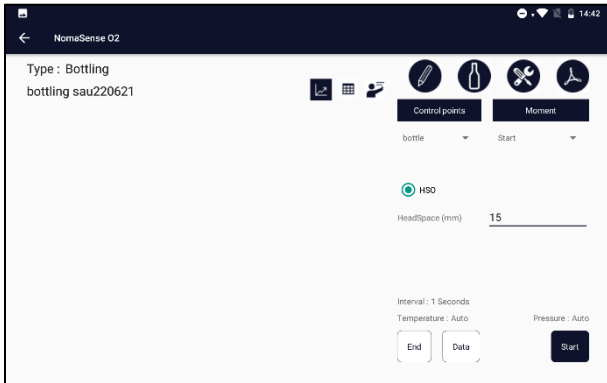 14:42
NomaSense O2
Type : Bottling
bottling sau220621
Control points
Moment
bottle
Start
HSO
HeadSpace (mm)
15
Interval : 1 Seconds
Temperature : Auto
Pressure : Auto
End
Data
Start